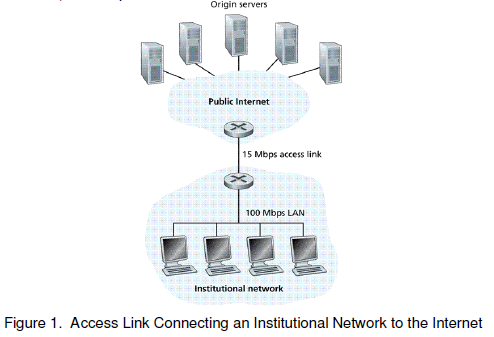 Origin servers
Public Internet
15 Mbps access link
100 Mbps LAN
Institutional network
Figure 1. Access Link Connecting an Institutional Network to the Internet